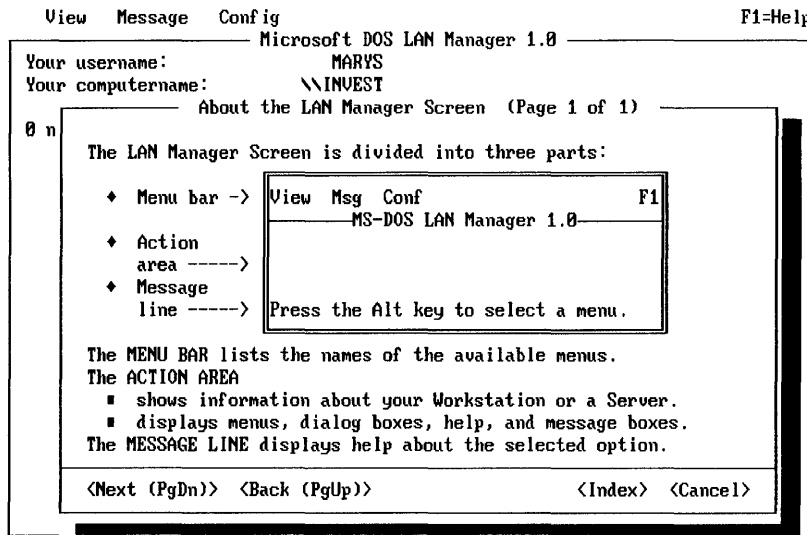 View Message Config F1=Help
Microsoft DOS LAN Manager 1.0
Your username: MARYS
Your computername: \\INVEST
About the LAN Manager Screen (Page 1 of 1)
0 n
The LAN Manager Screen is divided into three parts:
♦ Menu bar -> View Msg Conf F1
MS-DOS LAN Manager 1.0
♦ Action
area ----->
♦ Message
line -----> Press the Alt key to select a menu.
The MENU BAR lists the names of the available menus.
The ACTION AREA
■ shows information about your Workstation or a Server.
■ displays menus, dialog boxes, help, and message boxes.
The MESSAGE LINE displays help about the selected option.
<Next (PgDn)> <Back (PgUp)> <Index> <Cancel>